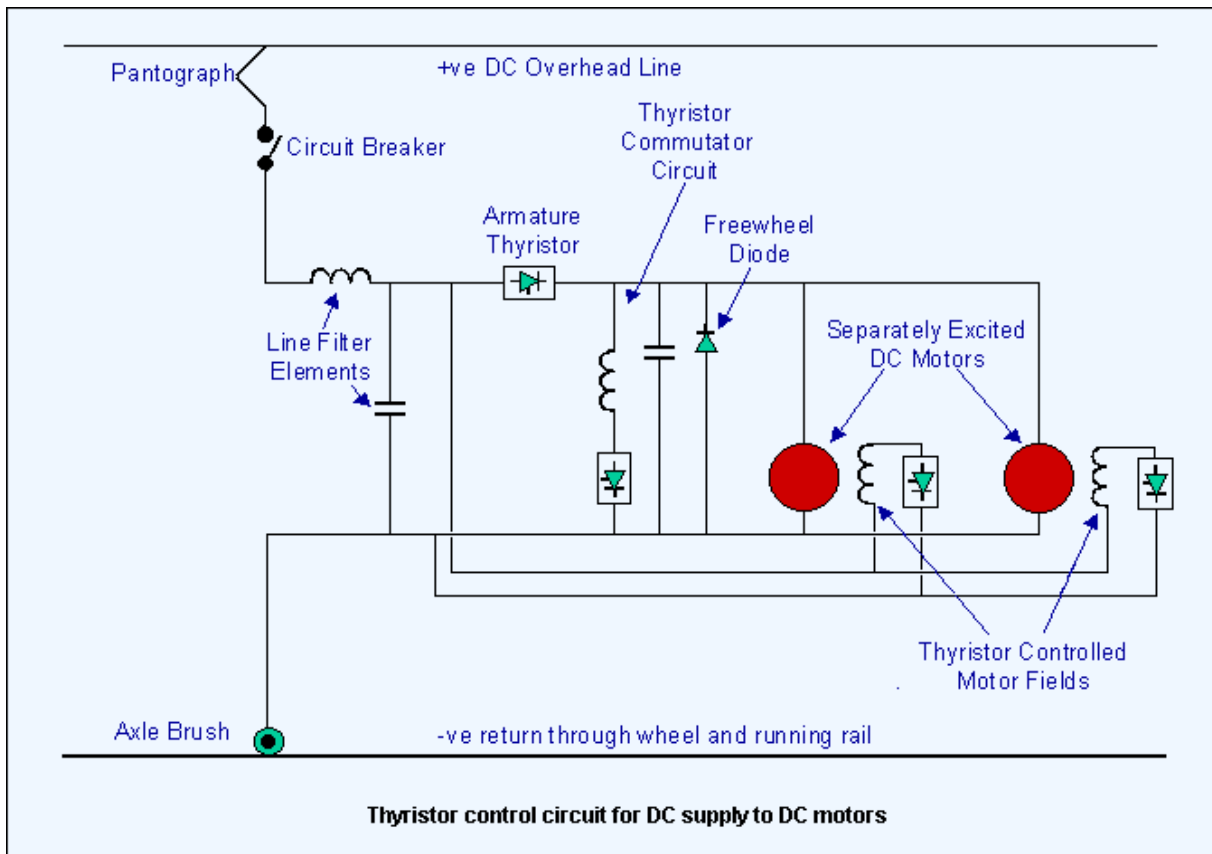 Pantograph
+ve DC Overhead Line
Thyristor
Commutator
Circuit
Circuit Breaker
Armature
Thyristor
Freewheel
Diode
Line Filter
Elements
Separately Excited
DC Motors
Thyristor Controlled
Motor Fields
Axle Brush
-ve return through wheel and running rail
Thyristor control circuit for DC supply to DC motors